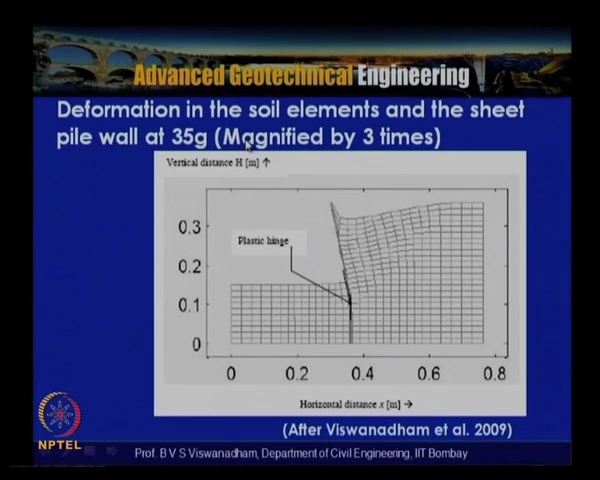 Advanced Geotechnical Engineering
Deformation in the soil elements and the sheet
pile wall at 35g (Magnified by 3 times)
Vertical distance H [m] ↑
0.3
Plastic hinge
0.2
0.1
0
0 0.2 0.4 0.6 0.8
Horizontal distance x [m] →
(After Viswanadham et al. 2009)
NPTEL
Prof. B V S Viswanadham, Department of Civil Engineering, IIT Bombay